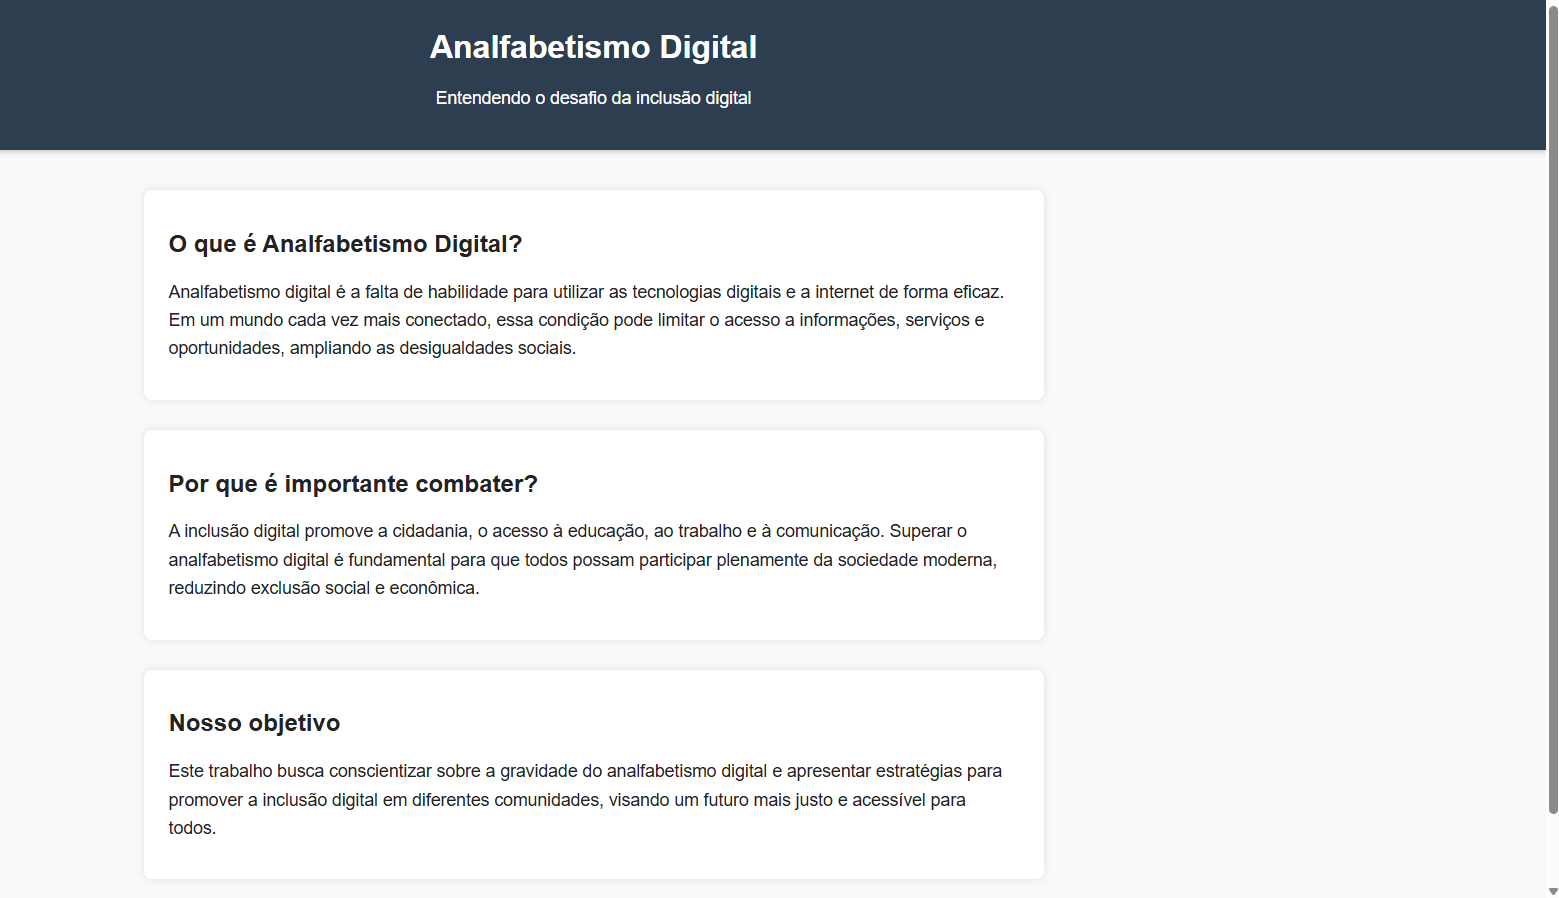 Analfabetismo Digital
Entendendo o desafio da inclusão digital
O que é Analfabetismo Digital?
Analfabetismo digital é a falta de habilidade para utilizar as tecnologias digitais e a internet de forma eficaz.
Em um mundo cada vez mais conectado, essa condição pode limitar o acesso a informações, serviços e
oportunidades, ampliando as desigualdades sociais.
Por que é importante combater?
A inclusão digital promove a cidadania, o acesso à educação, ao trabalho e à comunicação. Superar o
analfabetismo digital é fundamental para que todos possam participar plenamente da sociedade moderna,
reduzindo exclusão social e econômica.
Nosso objetivo
Este trabalho busca conscientizar sobre a gravidade do analfabetismo digital e apresentar estratégias para
promover a inclusão digital em diferentes comunidades, visando um futuro mais justo e acessível para
todos.